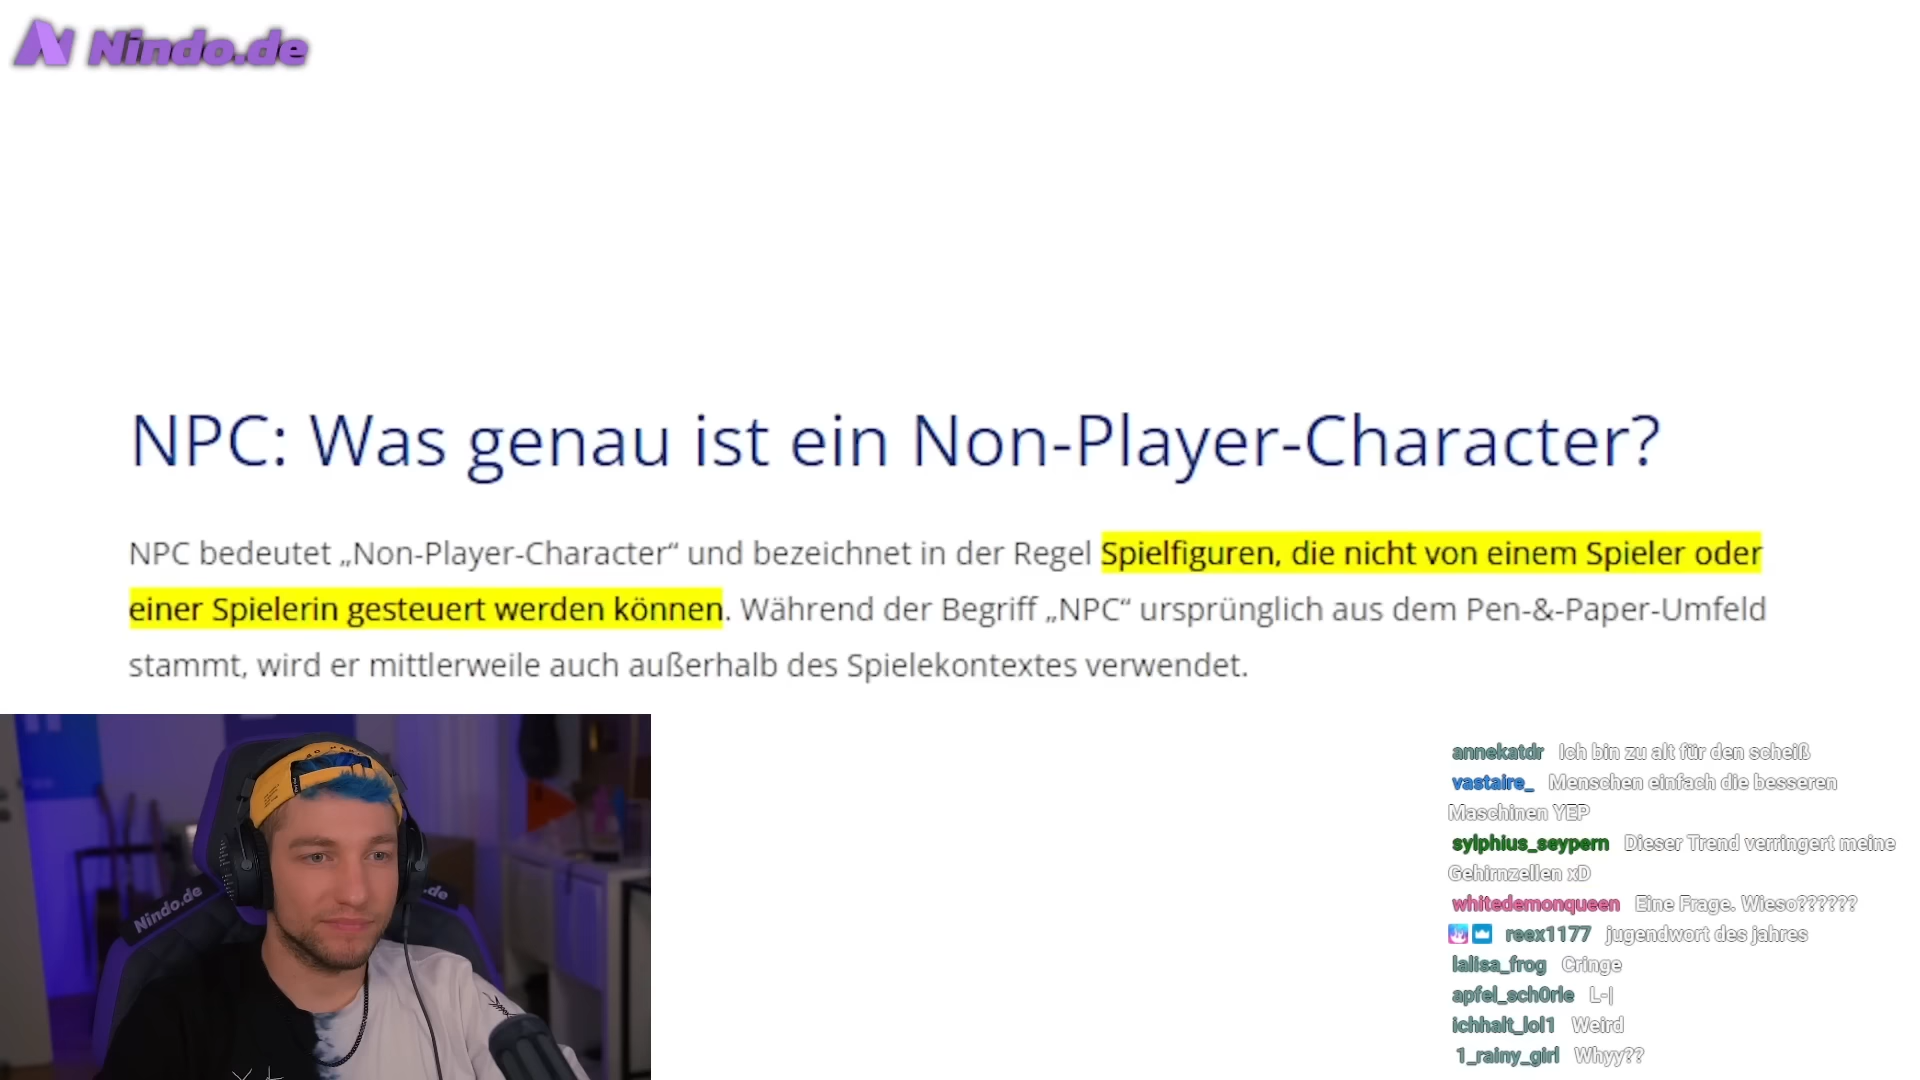 Nindo.de
NPC: Was genau ist ein Non-Player-Character?
NPC bedeutet „Non-Player-Character“ und bezeichnet in der Regel Spielfiguren, die nicht von einem Spieler oder
einer Spielerin gesteuert werden können. Während der Begriff „NPC“ ursprünglich aus dem Pen-&-Paper-Umfeld
stammt, wird er mittlerweile auch außerhalb des Spielekontextes verwendet.
Nindo.de
.de
annekatdr Ich bin zu alt für den scheiß
vastaire_ Menschen einfach die besseren
Maschinen YEP
sylphius_seypern Dieser Trend verringert meine
Gehirnzellen xD
whitedemonqueen Eine Frage. Wieso??????
reex1177 jugendwort des jahres
lalisa_frog Cringe
apfel_sch0rle L-|
ichhalt_lol1 Weird
1_rainy_girl Whyy??